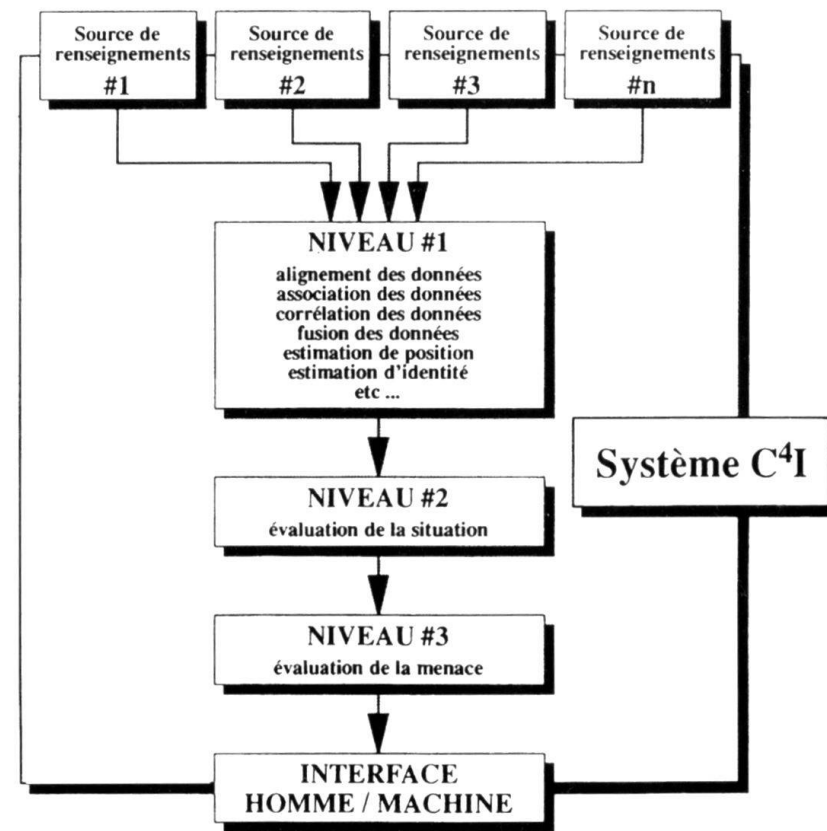 Source de
renseignements
#1
Source de
renseignements
#2
Source de
renseignements
#3
Source de
renseignements
#n
NIVEAU #1
alignement des données
association des données
corrélation des données
fusion des données
estimation de position
estimation d'identité
etc ...
Système C⁴I
NIVEAU #2
évaluation de la situation
NIVEAU #3
évaluation de la menace
INTERFACE
HOMME / MACHINE